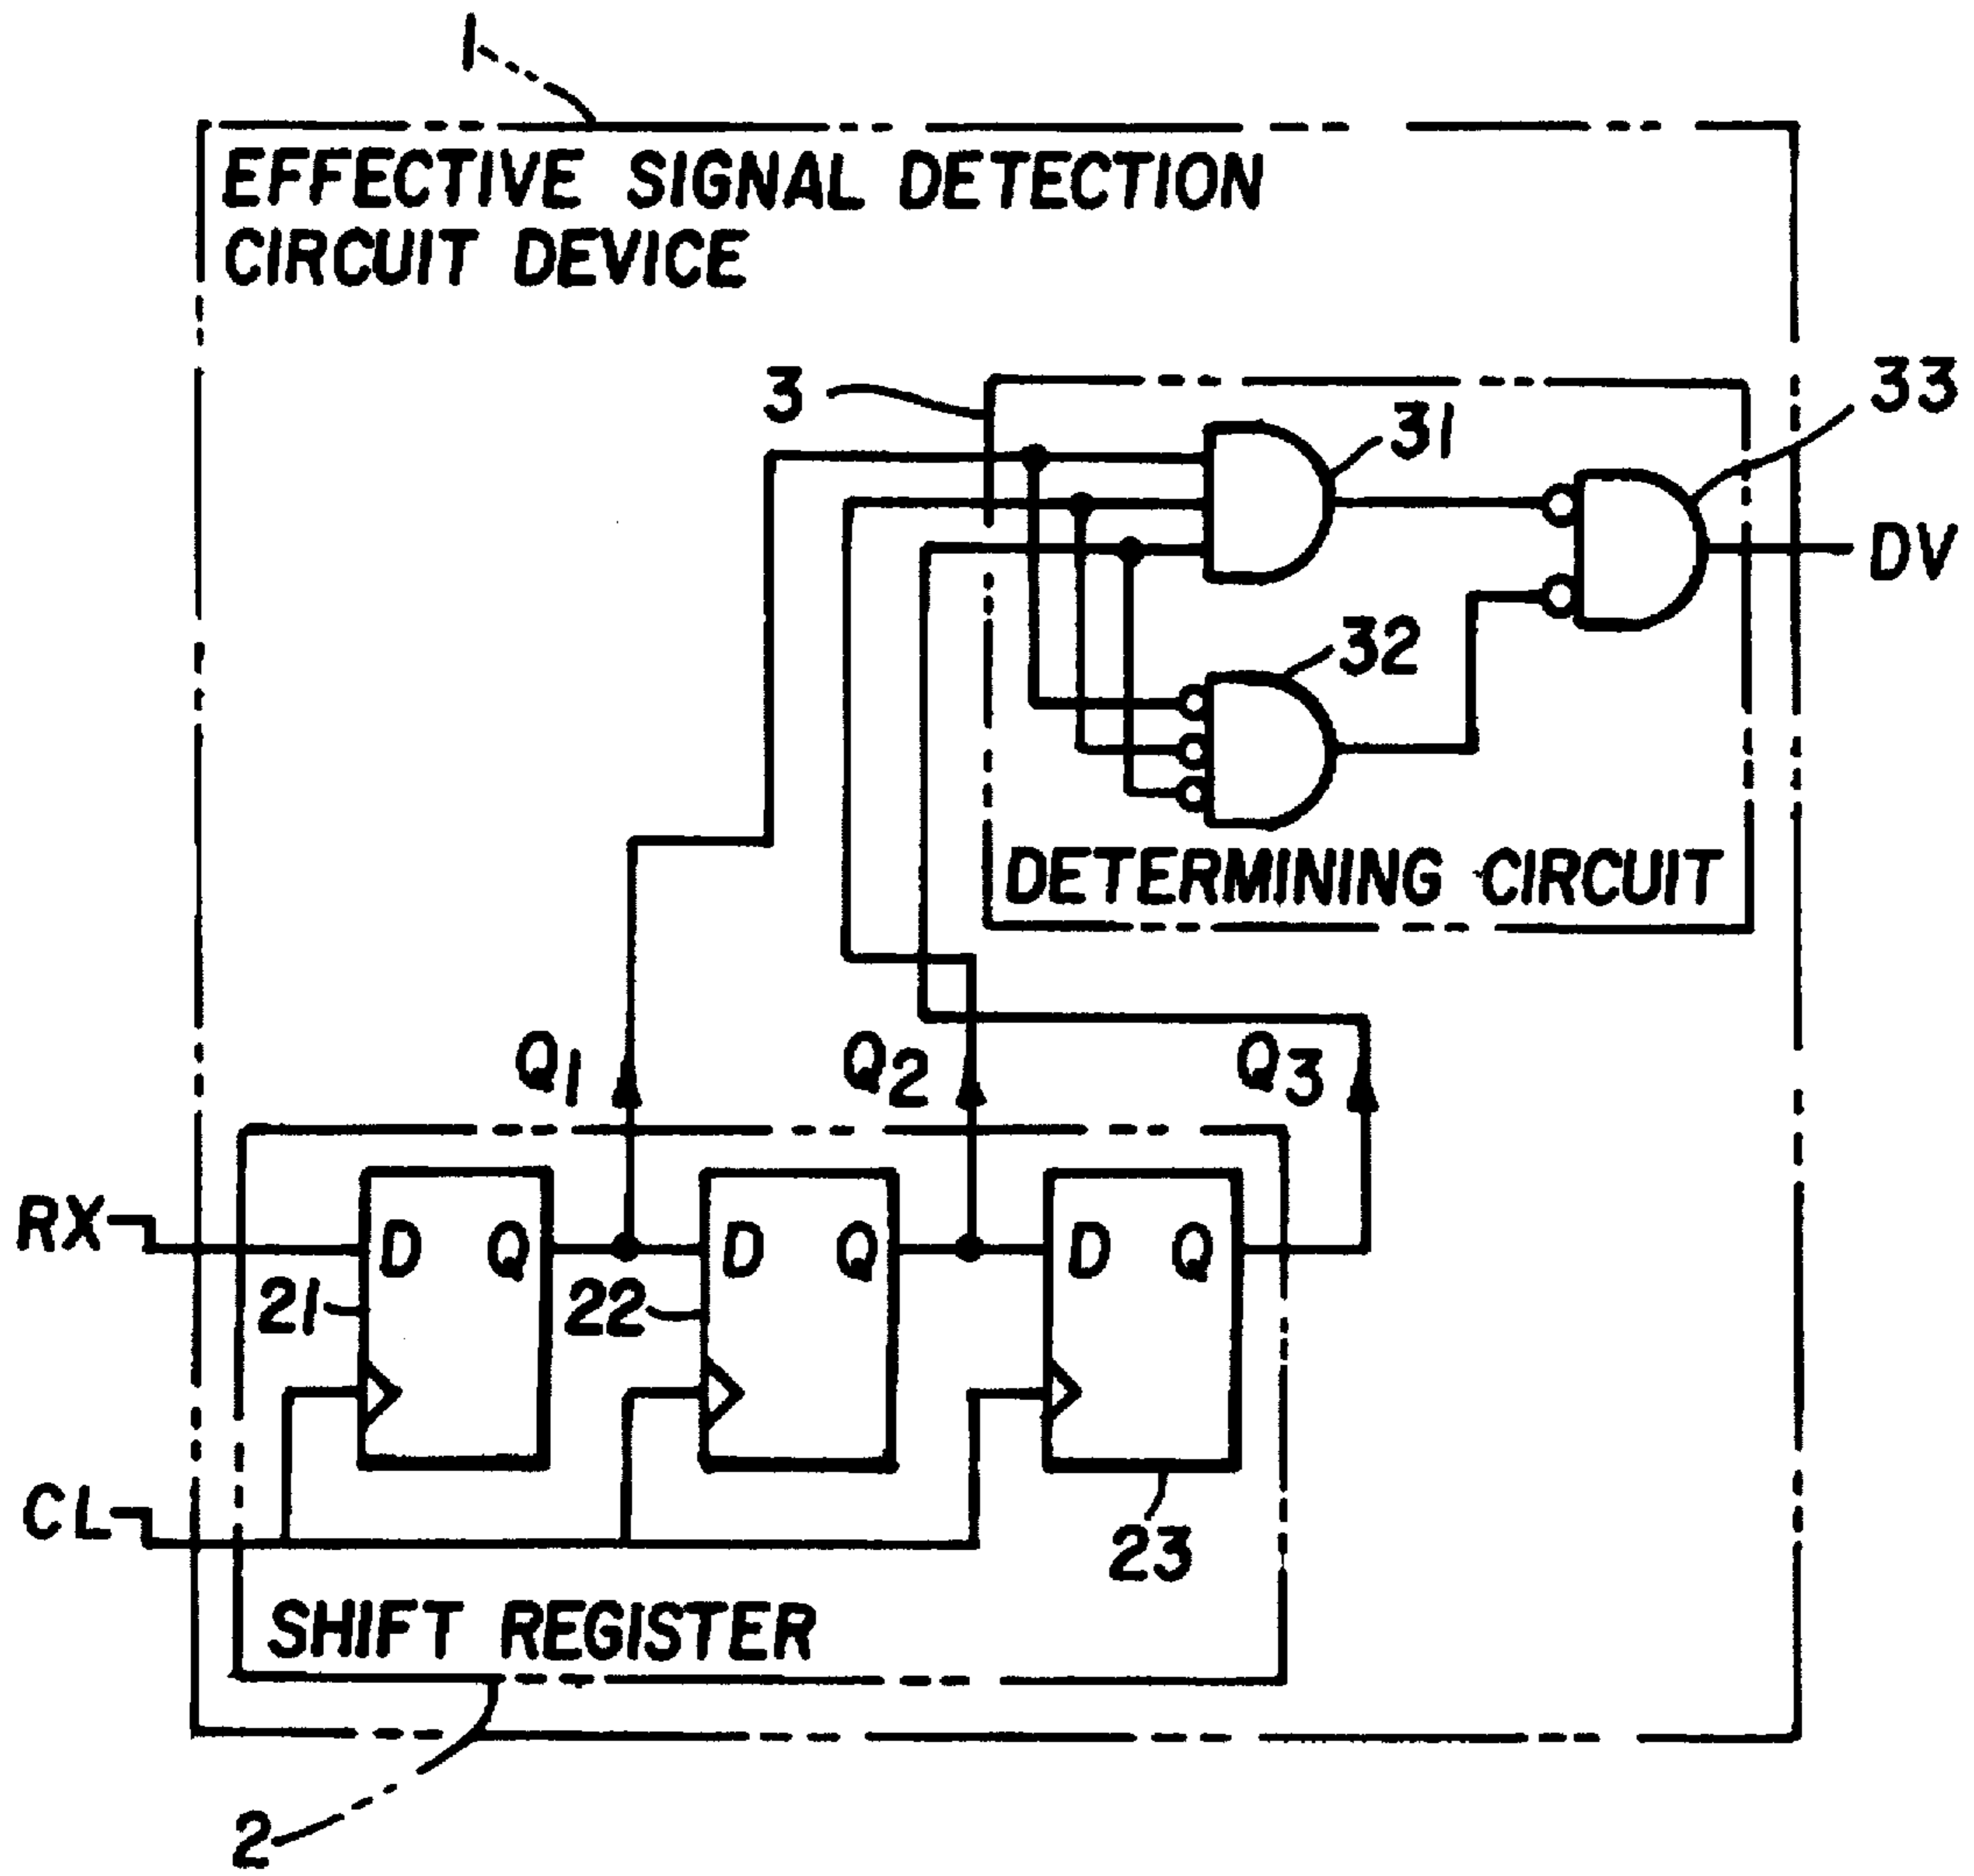 1
EFFECTIVE SIGNAL DETECTION
CIRCUIT DEVICE
3
31
33
DV
32
DETERMINING CIRCUIT
Q1
Q2
Q3
RX
D Q
D Q
D Q
21
22
CL
23
SHIFT REGISTER
2